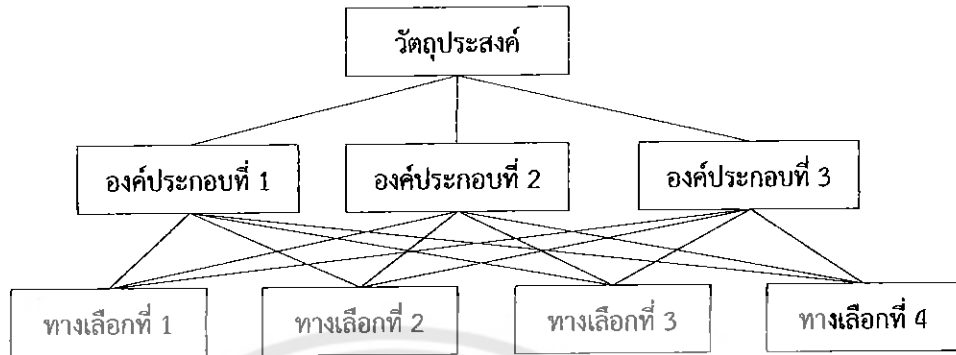 วัตถุประสงค์
องค์ประกอบที่ 1 องค์ประกอบที่ 2 องค์ประกอบที่ 3
ทางเลือกที่ 1 ทางเลือกที่ 2 ทางเลือกที่ 3 ทางเลือกที่ 4